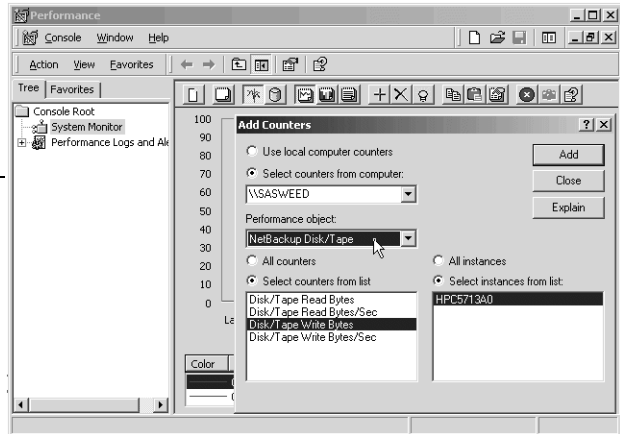 Performance
Console Window Help
Action View Favorites
Tree Favorites
Console Root
System Monitor
Performance Logs and Ale
100
90
80
70
60
50
40
30
20
10
0
La
Color
Add Counters
Use local computer counters
Select counters from computer:
\\SASWEED
Performance object:
NetBackup Disk/Tape
All counters
Select counters from list
Disk/Tape Read Bytes
Disk/Tape Read Bytes/Sec
Disk/Tape Write Bytes
Disk/Tape Write Bytes/Sec
All instances
Select instances from list:
HPC5713A0
Add
Close
Explain